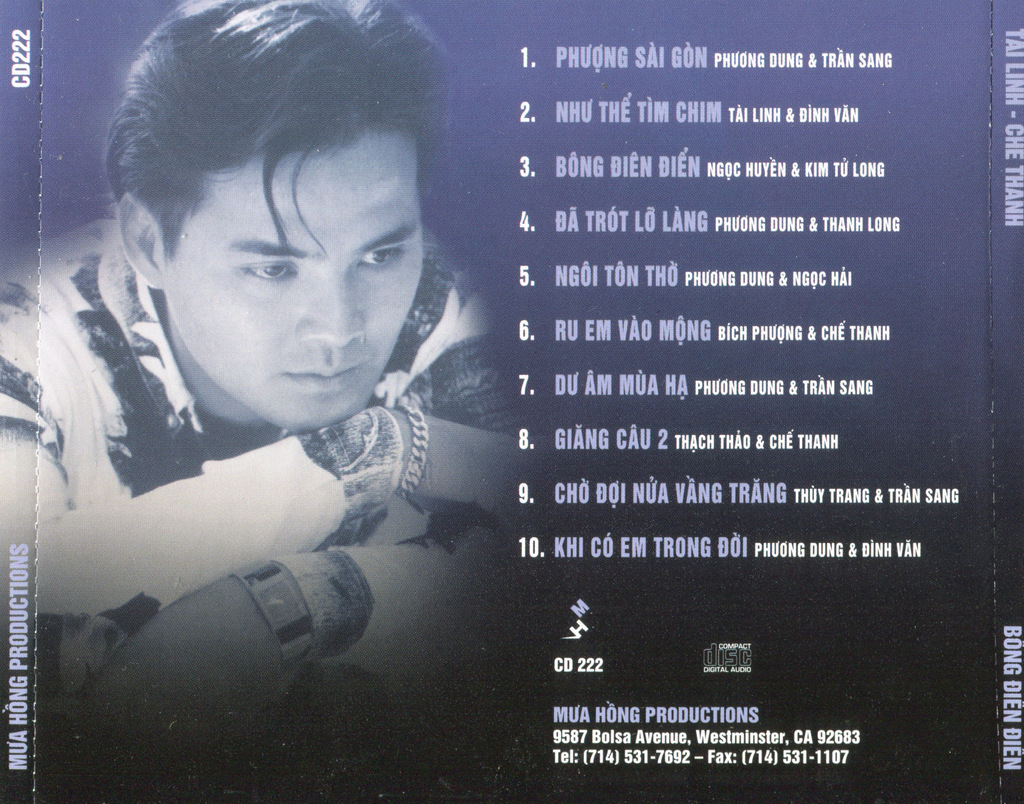 CD222
MƯA HỒNG PRODUCTIONS
1. PHƯỢNG SÀI GÒN PHƯƠNG DUNG & TRẦN SANG
2. NHƯ THỂ TÌM CHIM TÀI LINH & ĐÌNH VĂN
3. BÔNG ĐIÊN ĐIỂN NGỌC HUYỀN & KIM TỬ LONG
4. ĐÃ TRÓT LỠ LÀNG PHƯƠNG DUNG & THANH LONG
5. NGÔI TÔN THỜ PHƯƠNG DUNG & NGỌC HẢI
6. RU EM VÀO MỘNG BÍCH PHƯỢNG & CHẾ THANH
7. DƯ ÂM MÙA HẠ PHƯƠNG DUNG & TRẦN SANG
8. GIĂNG CÂU 2 THẠCH THẢO & CHẾ THANH
9. CHỜ ĐỢI NỬA VẦNG TRĂNG THÙY TRANG & TRẦN SANG
10. KHI CÓ EM TRONG ĐỜI PHƯƠNG DUNG & ĐÌNH VĂN
MH
CD 222
COMPACT
disc
DIGITAL AUDIO
MƯA HỒNG PRODUCTIONS
9587 Bolsa Avenue, Westminster, CA 92683
Tel: (714) 531-7692 – Fax: (714) 531-1107
TÀI LINH - CHẾ THANH
BÔNG ĐIÊN ĐIỂN